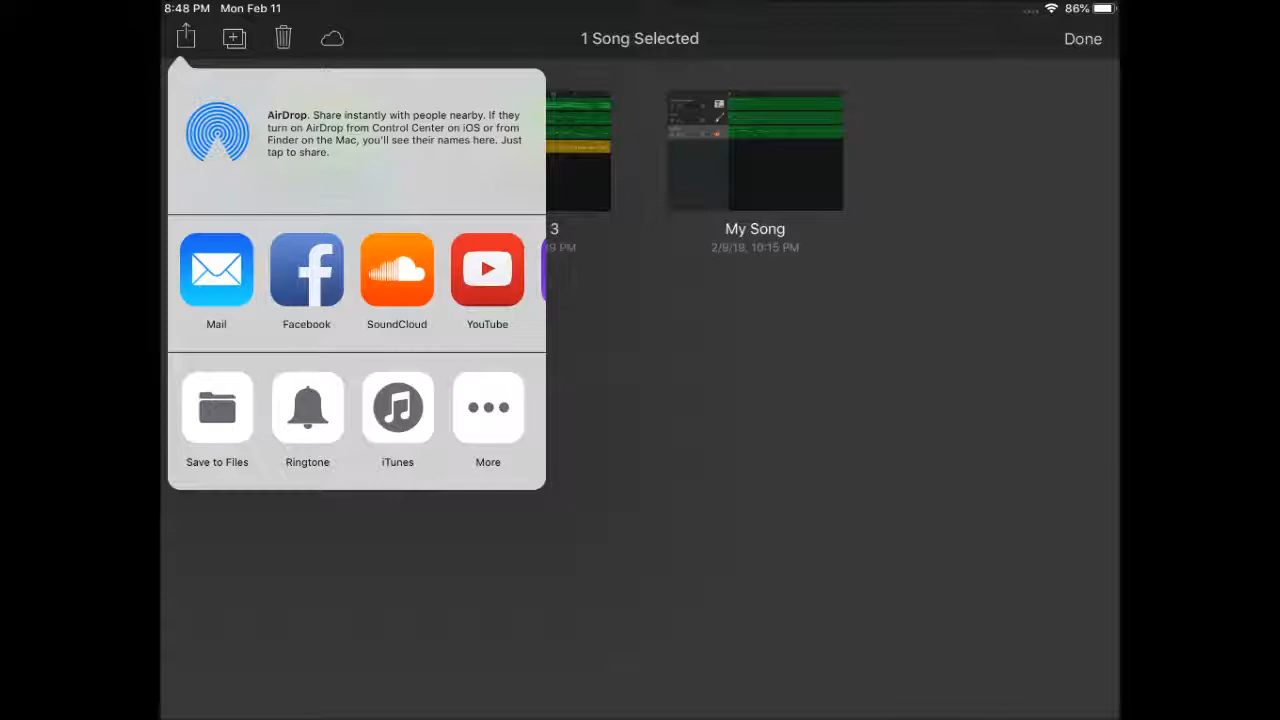 8:48 PM Mon Feb 11
86%
1 Song Selected
Done
AirDrop. Share instantly with people nearby. If they
turn on AirDrop from Control Center on iOS or from
Finder on the Mac, you'll see their names here. Just
tap to share.
3
My Song
9 PM
2/9/18, 10:15 PM
Mail
Facebook
SoundCloud
YouTube
Save to Files
Ringtone
iTunes
More